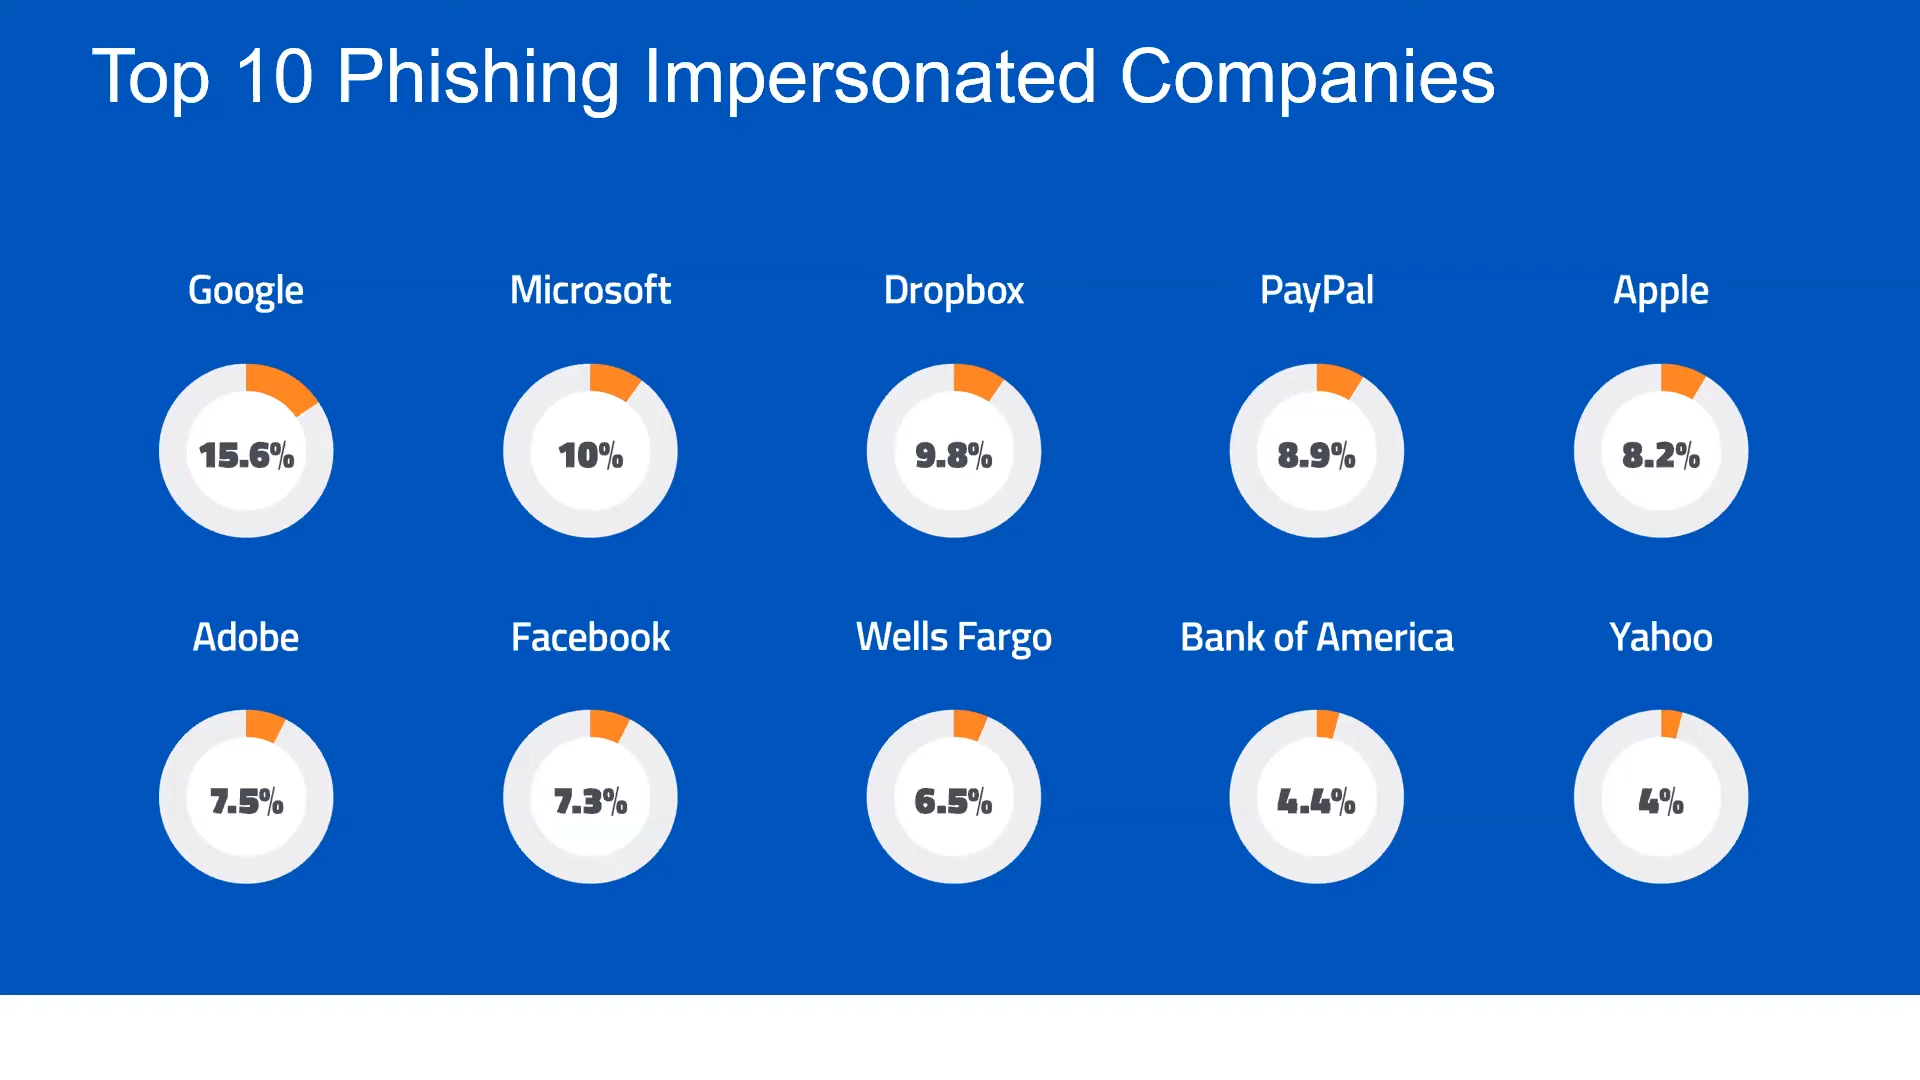 Top 10 Phishing Impersonated Companies
Google
Microsoft
Dropbox
PayPal
Apple
15.6%
10%
9.8%
8.9%
8.2%
Adobe
Facebook
Wells Fargo
Bank of America
Yahoo
7.5%
7.3%
6.5%
4.4%
4%